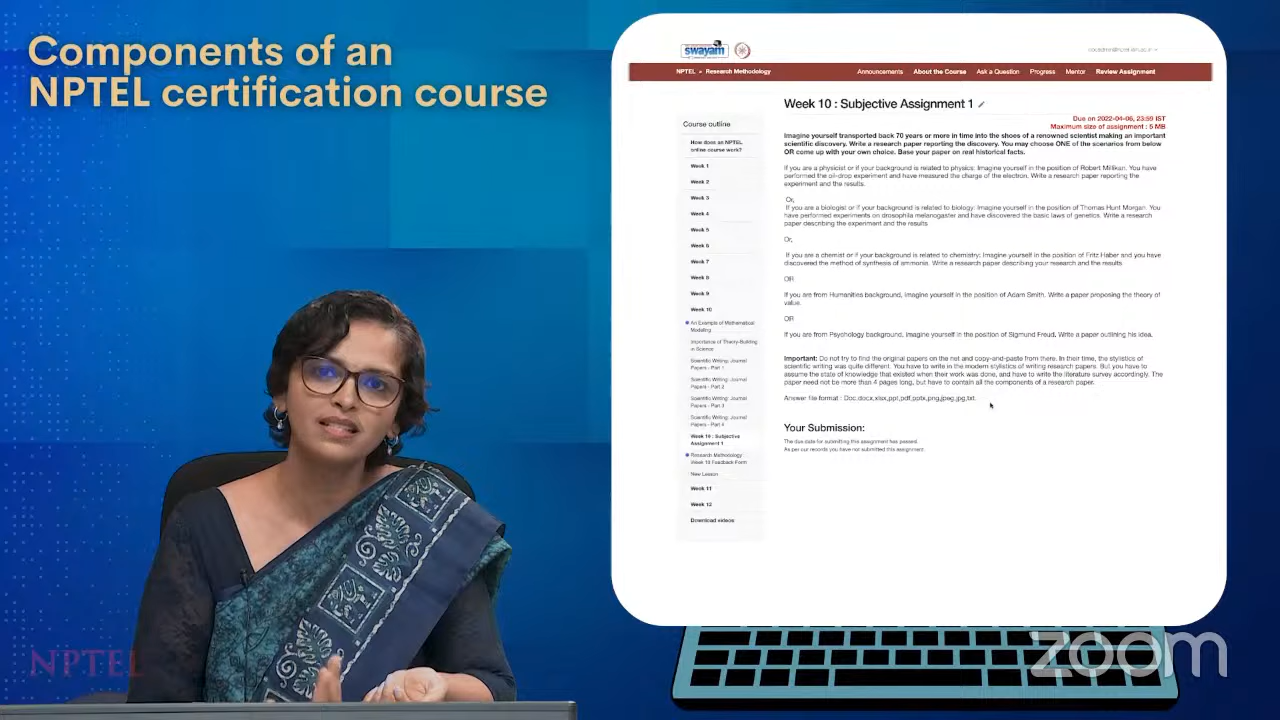 Components of an
NPTEL certification course
swayam
NPTEL » Research Methodology
Announcements About the Course Ask a Question Progress Mentor Review Assignment
Course outline
How does an NPTEL
online course work?
Week 1
Week 2
Week 3
Week 4
Week 5
Week 6
Week 7
Week 8
Week 9
Week 10
An Example of Mathematical
Modeling
Importance of Theory-Building
in Science
Scientific Writing: Journal
Papers - Part 1
Scientific Writing: Journal
Papers - Part 2
Scientific Writing: Journal
Papers - Part 3
Scientific Writing: Journal
Papers - Part 4
Week 10 : Subjective
Assignment 1
Research Methodology:
Week 10 Feedback Form
New Lesson
Week 11
Week 12
Download videos
Week 10 : Subjective Assignment 1
Due on 2022-04-06, 23:59 IST
Maximum size of assignment : 5 MB
Imagine yourself transported back 70 years or more in time into the shoes of a renowned scientist making an important
scientific discovery. Write a research paper reporting the discovery. You may choose ONE of the scenarios from below
OR come up with your own choice. Base your paper on real historical facts.
If you are a physicist or if your background is related to physics: Imagine yourself in the position of Robert Millikan. You have
performed the oil-drop experiment and have measured the charge of the electron. Write a research paper reporting the
experiment and the results.
Or,
If you are a biologist or if your background is related to biology: Imagine yourself in the position of Thomas Hunt Morgan. You
have performed experiments on drosophila melanogaster and have discovered the basic laws of genetics. Write a research
paper describing the experiment and the results
Or,
If you are a chemist or if your background is related to chemistry: Imagine yourself in the position of Fritz Haber and you have
discovered the method of synthesis of ammonia. Write a research paper describing your research and the results
OR
If you are from Humanities background, imagine yourself in the position of Adam Smith. Write a paper proposing the theory of
value.
OR
If you are from Psychology background, imagine yourself in the position of Sigmund Freud. Write a paper outlining his idea.
Important: Do not try to find the original papers on the net and copy-and-paste from there. In their time, the stylistics of
scientific writing was quite different. You have to write in the modern stylistics of writing research papers. But you have to
assume the state of knowledge that existed when their work was done, and have to write the literature survey accordingly. The
paper need not be more than 4 pages long, but have to contain all the components of a research paper.
Answer file format : Doc,docx,xlsx,ppt,pdf,pptx,png,jpeg,jpg,txt.
Your Submission:
The due date for submitting this assignment has passed.
As per our records you have not submitted this assignment.
NPTEL
zoom